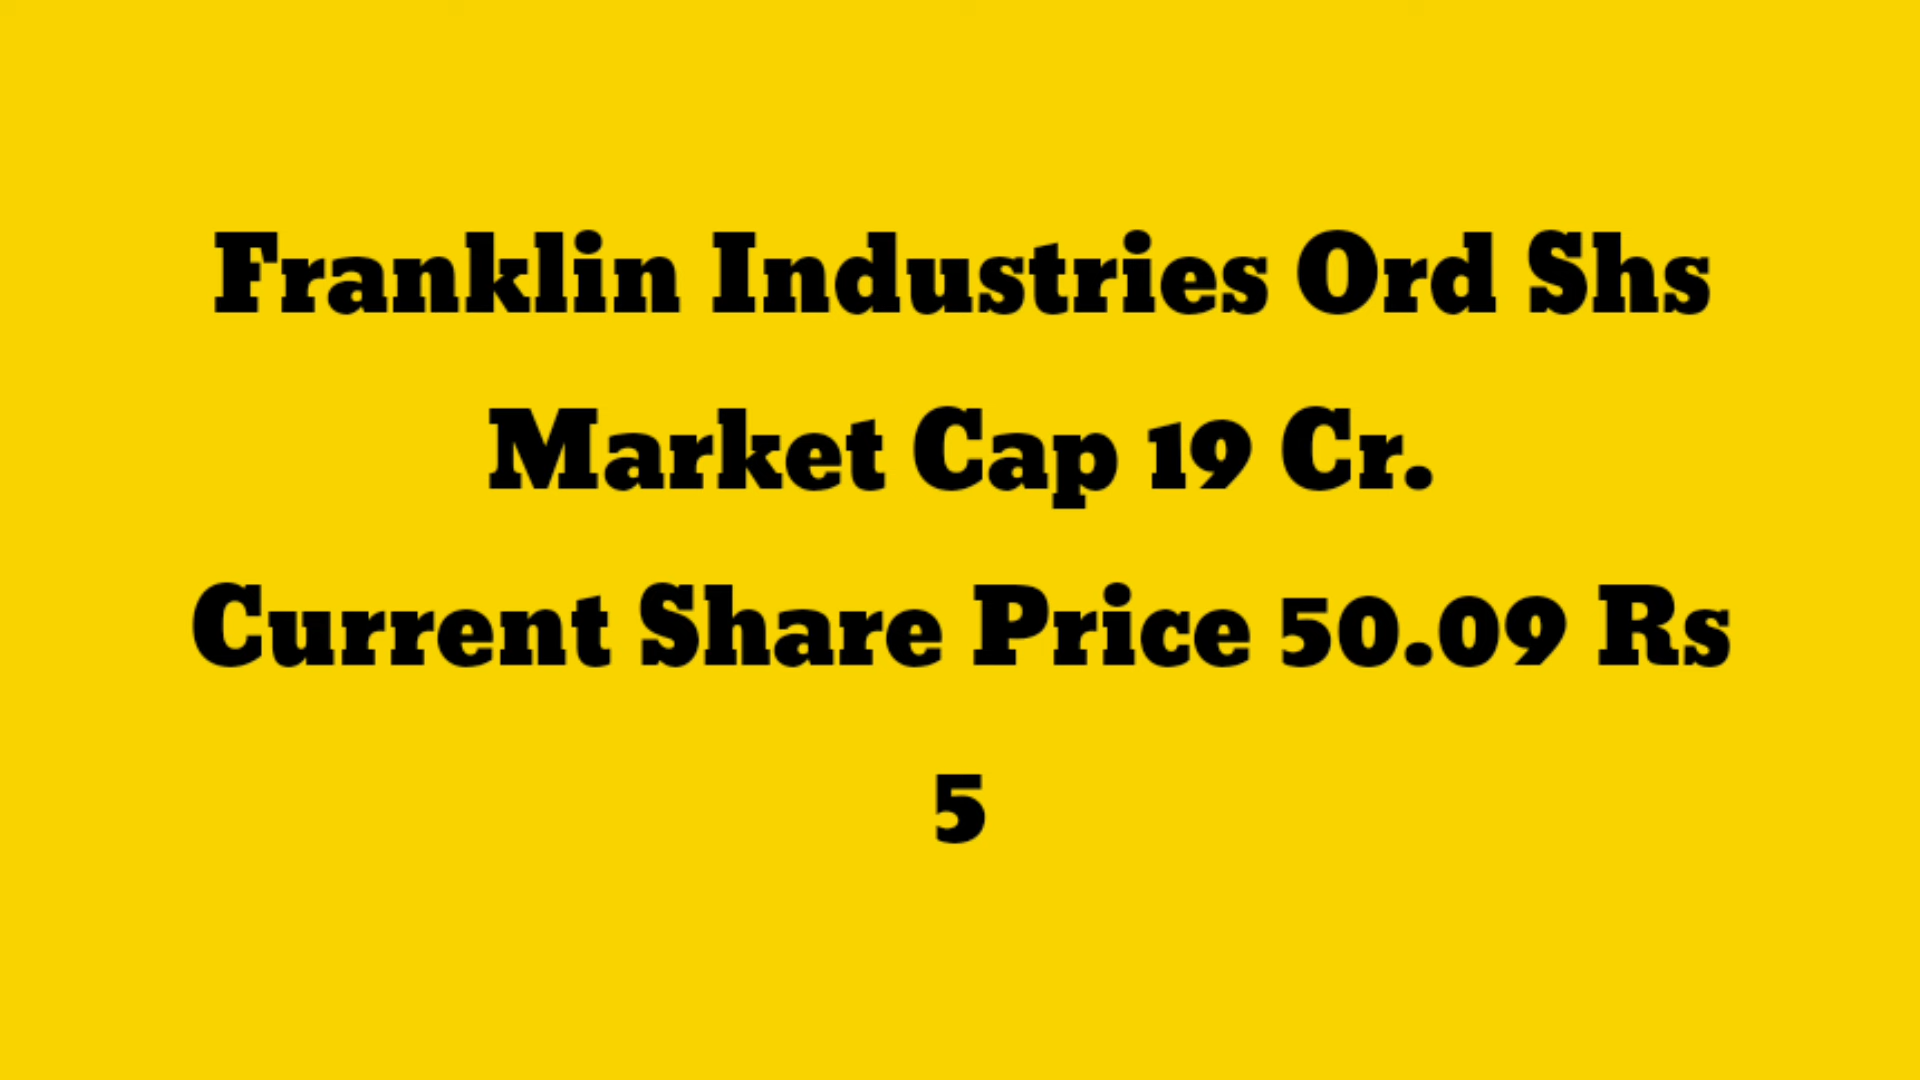 Franklin Industries Ord Shs
Market Cap 19 Cr.
Current Share Price 50.09 Rs
5